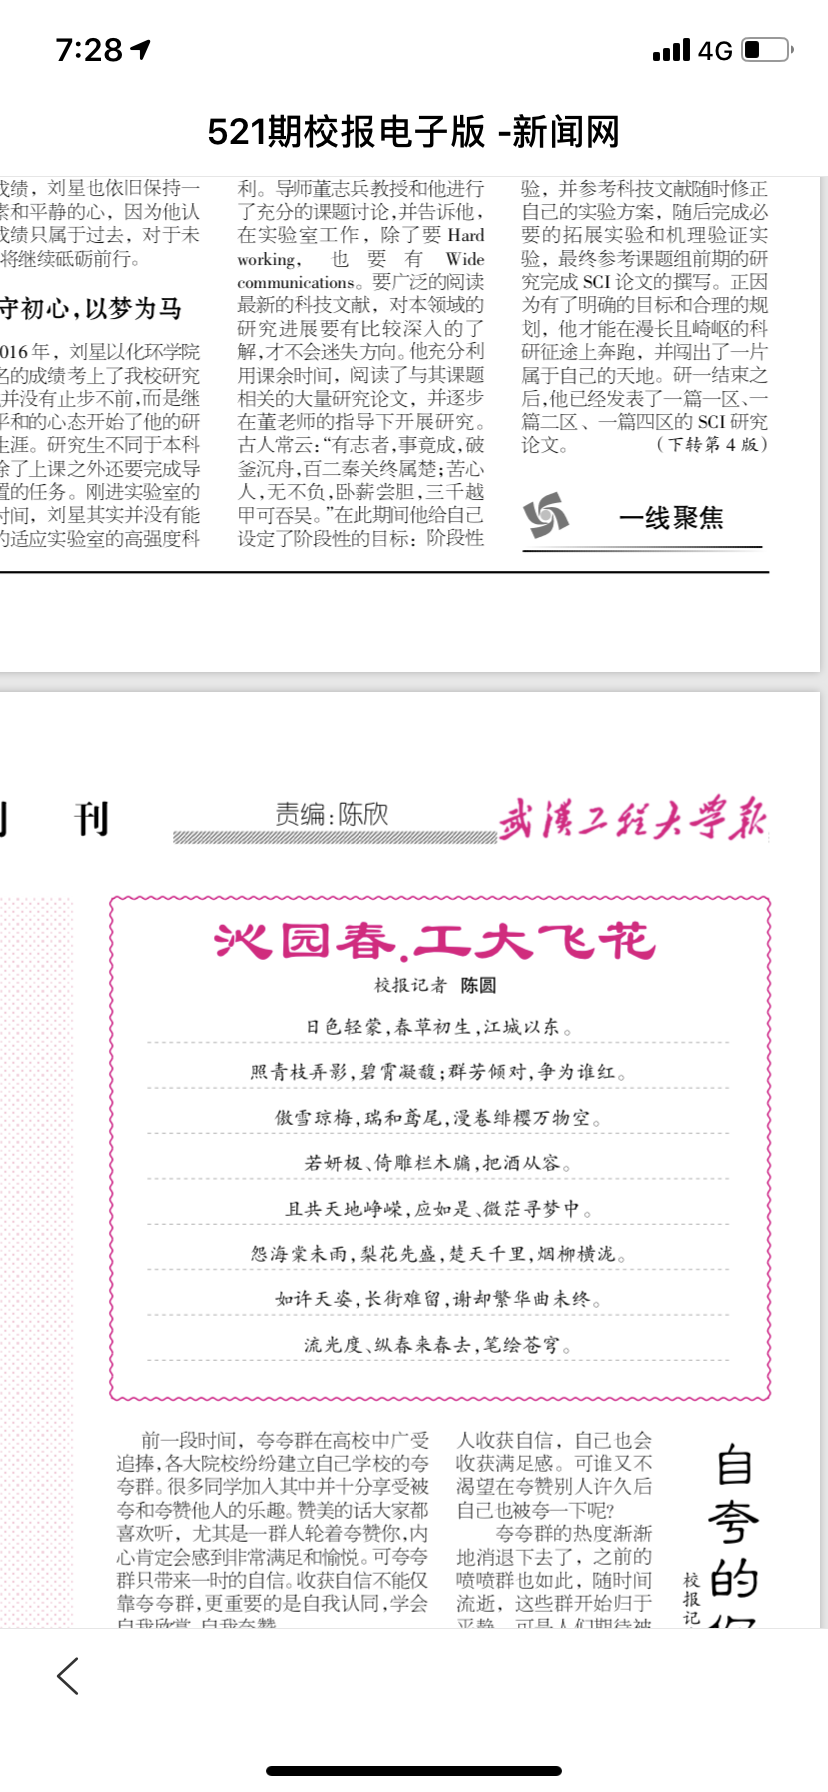 7:28
4G
521期校报电子版 -新闻网
成绩，刘星也依旧保持一
素和平静的心，因为他认
成绩只属于过去，对于未
将继续砥砺前行。
守初心，以梦为马
016年，刘星以化环学院
名的成绩考上了我校研究
并没有止步不前，而是继
平和的心态开始了他的研
生涯。研究生不同于本科
除了上课之外还要完成导
置的任务。刚进实验室的
时间，刘星其实并没有能
的适应实验室的高强度科
利。导师董志兵教授和他进行
了充分的课题讨论，并告诉他，
在实验室工作，除了要 Hard
working，也要有 Wide
communications。要广泛的阅读
最新的科技文献，对本领域的
研究进展要有比较深入的了
解，才不会迷失方向。他充分利
用课余时间，阅读了与其课题
相关的大量研究论文，并逐步
在董老师的指导下开展研究。
古人常云：“有志者，事竟成，破
釜沉舟，百二秦关终属楚；苦心
人，无不负，卧薪尝胆，三千越
甲可吞吴。”在此期间他给自己
设定了阶段性的目标：阶段性
验，并参考科技文献随时修正
自己的实验方案，随后完成必
要的拓展实验和机理验证实
验，最终参考课题组前期的研
究完成 SCI 论文的撰写。正因
为有了明确的目标和合理的规
划，他才能在漫长且崎岖的科
研征途上奔跑，并闯出了一片
属于自己的天地。研一结束之
后，他已经发表了一篇一区、一
篇二区、一篇四区的 SCI 研究
论文。 （下转第 4 版）
一线聚焦
刊
责编：陈欣
武汉工程大学报
沁园春.工大飞花
校报记者 陈圆
日色轻蒙，春草初生，江城以东。
照青枝弄影，碧霄凝馥；群芳倾对，争为谁红。
傲雪琼梅，瑞和鸢尾，漫卷绯樱万物空。
若妍极、倚雕栏木牖，把酒从容。
且共天地峥嵘，应如是、微茫寻梦中。
怨海棠未雨，梨花先盛，楚天千里，烟柳横泷。
如许天姿，长街难留，谢却繁华曲未终。
流光度、纵春来春去，笔绘苍穹。
前一段时间，夸夸群在高校中广受
追捧，各大院校纷纷建立自己学校的夸
夸群。很多同学加入其中并十分享受被
夸和夸赞他人的乐趣。赞美的话大家都
喜欢听，尤其是一群人轮着夸赞你，内
心肯定会感到非常满足和愉悦。可夸夸
群只带来一时的自信。收获自信不能仅
靠夸夸群，更重要的是自我认同，学会
自我欣赏，自我夸赞。
人收获自信，自己也会
收获满足感。可谁又不
渴望在夸赞别人许久后
自己也被夸一下呢？
夸夸群的热度渐渐
地消退下去了，之前的
喷喷群也如此，随时间
流逝，这些群开始归于
平静。可是人们期待被
自夸的
校报记